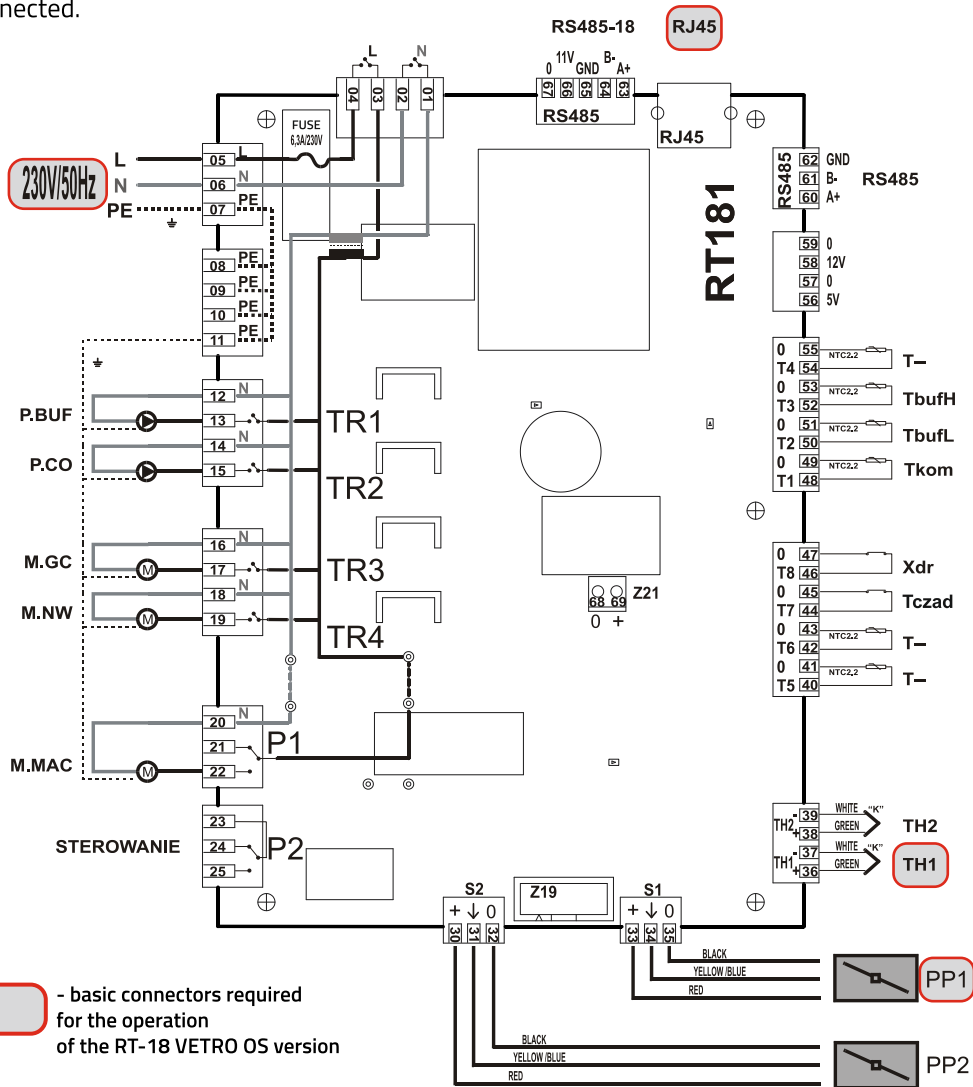 nnected.
RS485-18 RJ45
L N
0 11V GND B- A+
04 03 02 01
67 66 65 64 63
RS485
RJ45
FUSE
6,3A/230V
230V/50Hz
L 05 L
N 06 N
PE 07 PE
08 PE
09 PE
10 PE
11 PE
RT181
RS485
62 GND
61 B-
60 A+
RS485
59 0
58 12V
57 0
56 5V
P.BUF
12 N
13
TR1
P.CO
14 N
15
TR2
M.GC
16 N
17
TR3
M.NW
18 N
19
TR4
0 55
T4 54
NTC2.2
T–
0 53
T3 52
NTC2.2
TbufH
0 51
T2 50
NTC2.2
TbufL
0 49
T1 48
NTC2.2
Tkom
68 69 Z21
0 +
0 47
T8 46
Xdr
0 45
T7 44
Tczad
0 43
T6 42
NTC2.2
T–
0 41
T5 40
NTC2.2
T–
M.MAC
20 N
21
22
P1
M M M
STEROWANIE
23
24
25
P2
TH2 - 39 WHITE "K"
+ 38 GREEN
TH2
TH1 - 37 WHITE "K"
+ 36 GREEN
TH1
S2
+ ↓ 0
30 31 32
Z19
S1
+ ↓ 0
33 34 35
BLACK
YELLOW /BLUE
RED
PP1
- basic connectors required
for the operation
of the RT-18 VETRO OS version
BLACK
YELLOW /BLUE
RED
PP2